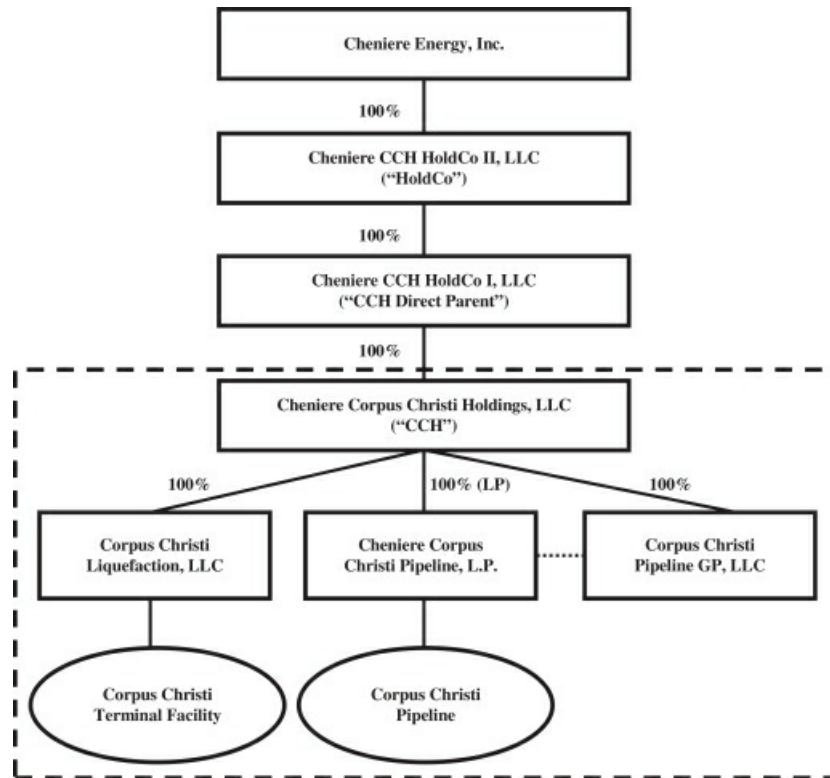 Cheniere Energy, Inc.
100%
Cheniere CCH HoldCo II, LLC
(“HoldCo”)
100%
Cheniere CCH HoldCo I, LLC
(“CCH Direct Parent”)
100%
Cheniere Corpus Christi Holdings, LLC
(“CCH”)
100%
100% (LP)
100%
Corpus Christi
Liquefaction, LLC
Cheniere Corpus
Christi Pipeline, L.P.
Corpus Christi
Pipeline GP, LLC
Corpus Christi
Terminal Facility
Corpus Christi
Pipeline